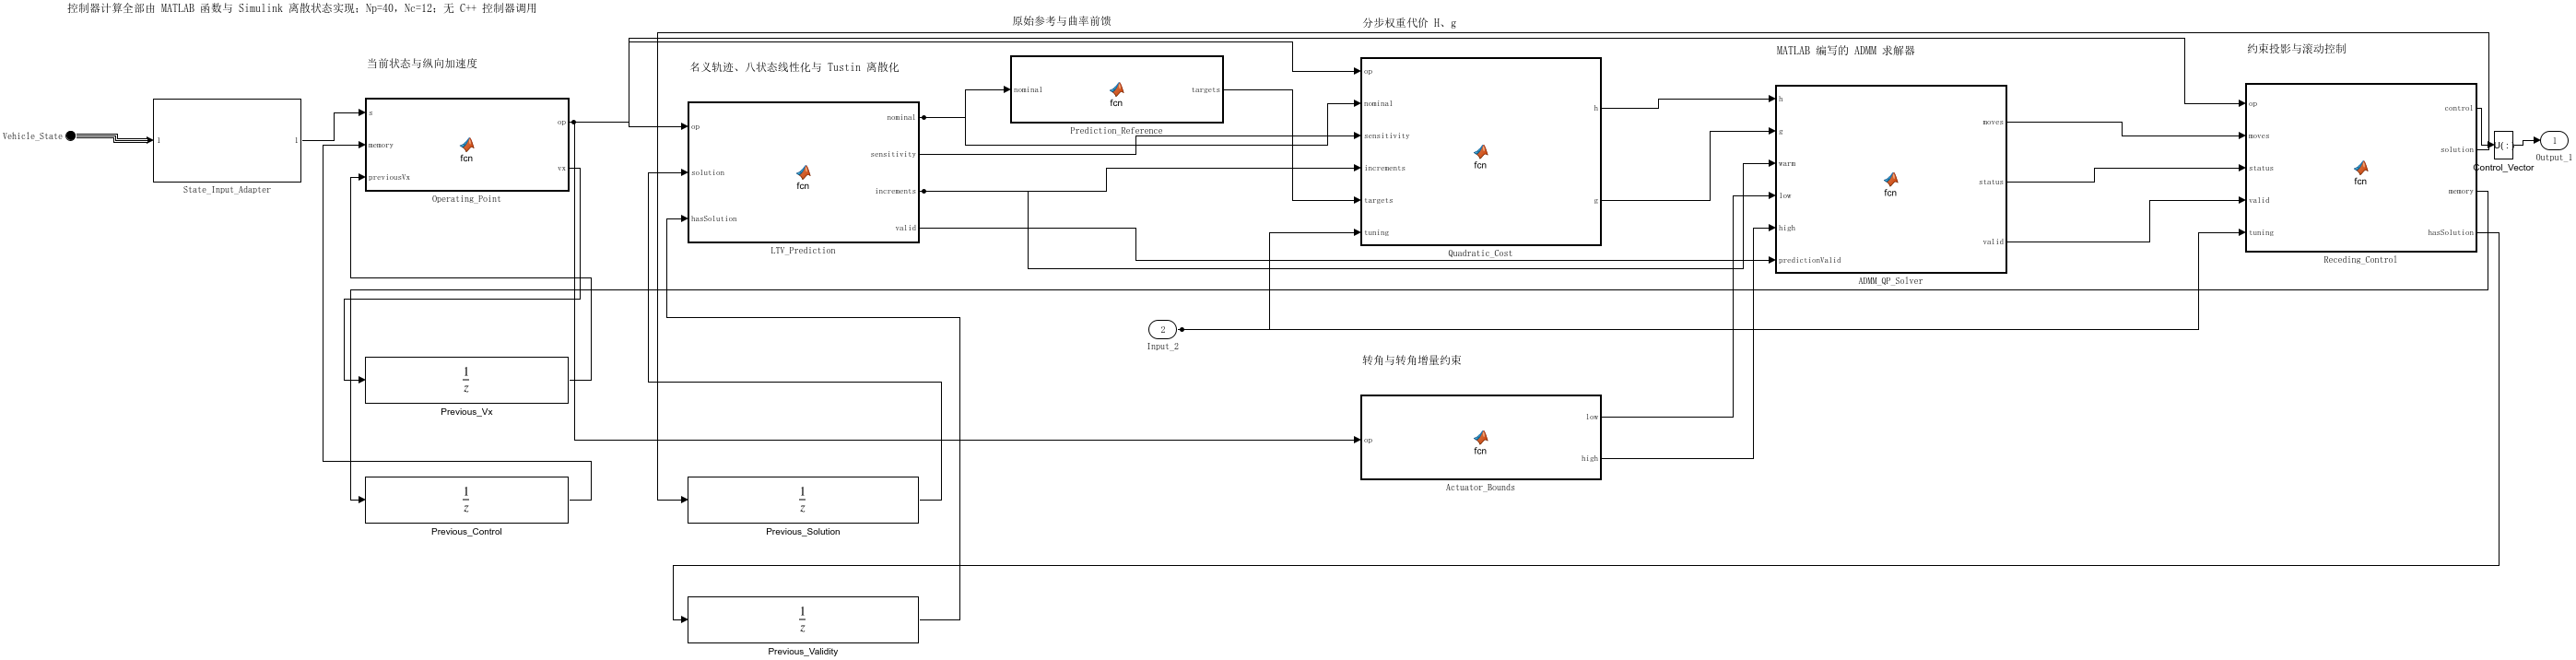 控制器计算全部由 MATLAB 函数与 Simulink 离散状态实现；Np=40，Nc=12；无 C++ 控制器调用
原始参考与曲率前馈
分步权重代价 H、g
MATLAB 编写的 ADMM 求解器
约束投影与滚动控制
当前状态与纵向加速度
名义轨迹、八状态线性化与 Tustin 离散化
Vehicle_State
1
1
State_Input_Adapter
s
memory
previousVx
fcn
op
vx
Operating_Point
op
solution
hasSolution
fcn
nominal
sensitivity
increments
valid
LTV_Prediction
nominal
fcn
targets
Prediction_Reference
op
nominal
sensitivity
increments
targets
tuning
fcn
h
g
Quadratic_Cost
h
g
warm
low
high
predictionValid
fcn
moves
status
valid
ADMM_QP_Solver
op
moves
status
valid
tuning
fcn
control
solution
memory
hasSolution
Receding_Control
U( : )
Control_Vector
1
Output_1
2
Input_2
转角与转角增量约束
op
fcn
low
high
Actuator_Bounds
1
z
Previous_Vx
1
z
Previous_Control
1
z
Previous_Solution
1
z
Previous_Validity